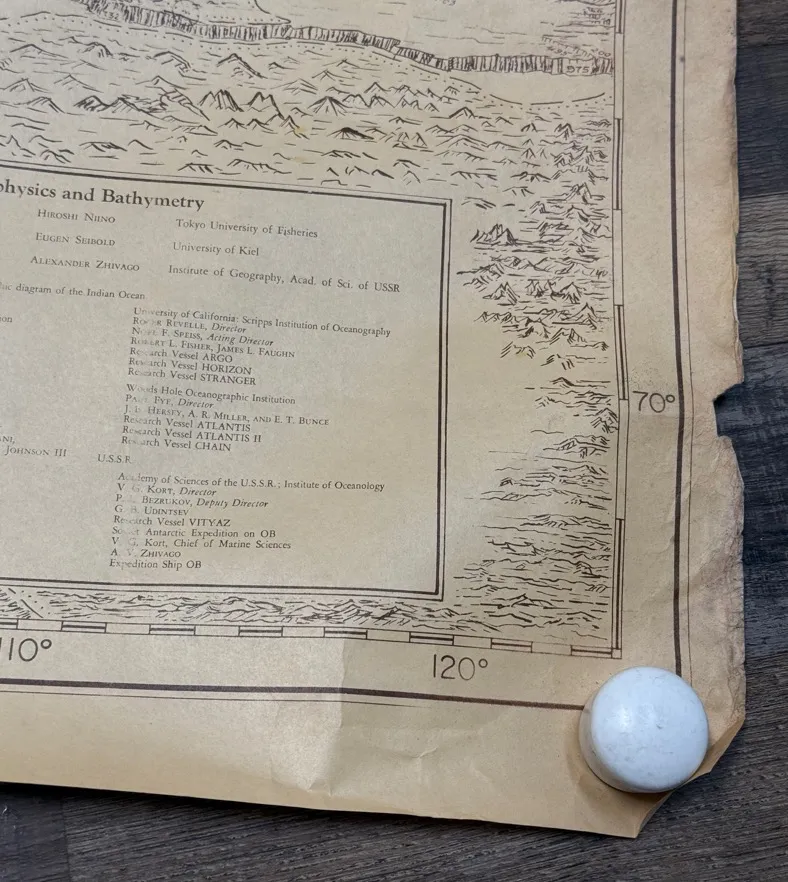 physics and Bathymetry
HIROSHI NIINO Tokyo University of Fisheries
EUGEN SEIBOLD University of Kiel
ALEXANDER ZHIVAGO Institute of Geography, Acad. of Sci. of USSR
diagram of the Indian Ocean
University of California: Scripps Institution of Oceanography
REVELLE, Director
F. SPEISS, Acting Director
ROBERT L. FISHER, JAMES L. FAUGHN
Research Vessel ARGO
Research Vessel HORIZON
Research Vessel STRANGER
Woods Hole Oceanographic Institution
FYE, Director
HERSEY, A. R. MILLER, AND E. T. BUNCE
Research Vessel ATLANTIS
Research Vessel ATLANTIS II
Research Vessel CHAIN
JOHNSON III
U.S.S.R.
Academy of Sciences of the U.S.S.R.; Institute of Oceanology
V. G. KORT, Director
BEZRUKOV, Deputy Director
G. UDINTSEV
Research Vessel VITYAZ
Soviet Antarctic Expedition on OB
V. G. Kort, Chief of Marine Sciences
A. V. ZHIVAGO
Expedition Ship OB
70°
110°
120°